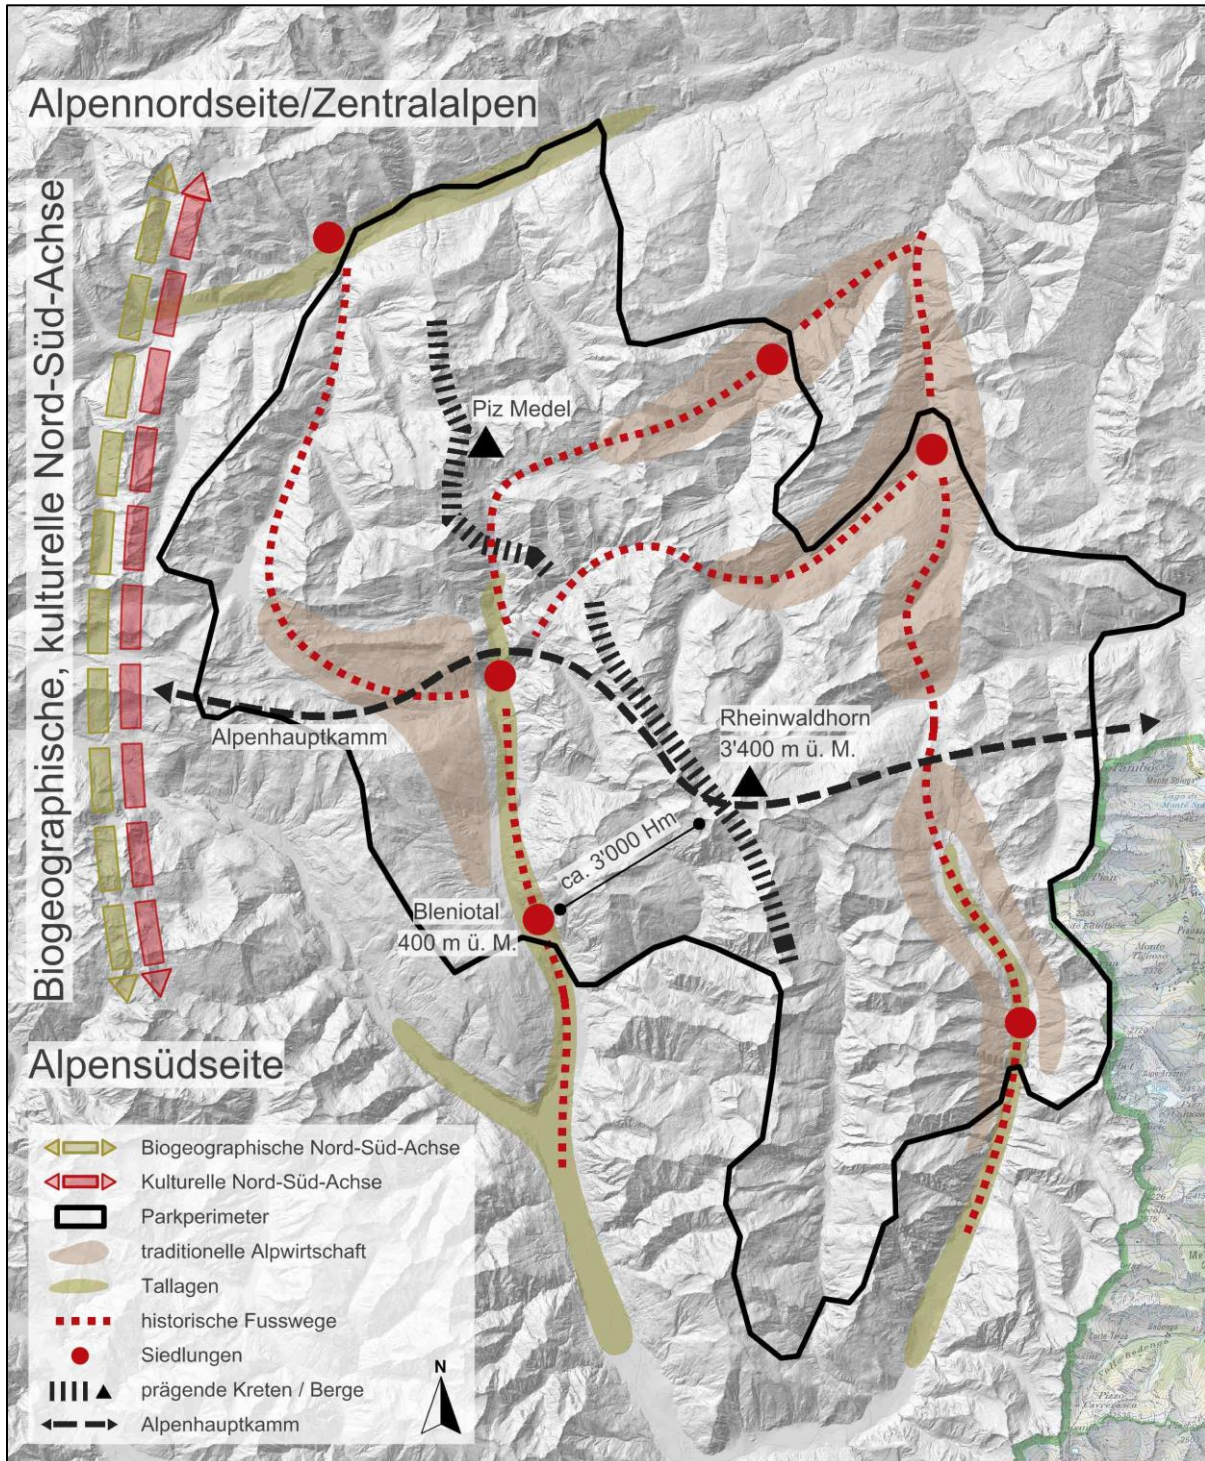 Alpennordseite/Zentralalpen
Biogeographische, kulturelle Nord-Süd-Achse
Piz Medel
Rheinwaldhorn
3'400 m ü. M.
Alpenhauptkamm
ca. 3'000 Hm
Bleniotal
400 m ü. M.
Alpensüdseite
Biogeographische Nord-Süd-Achse
Kulturelle Nord-Süd-Achse
Parkperimeter
traditionelle Alpwirtschaft
Tallagen
historische Fusswege
Siedlungen
prägende Kreten / Berge
Alpenhauptkamm
N